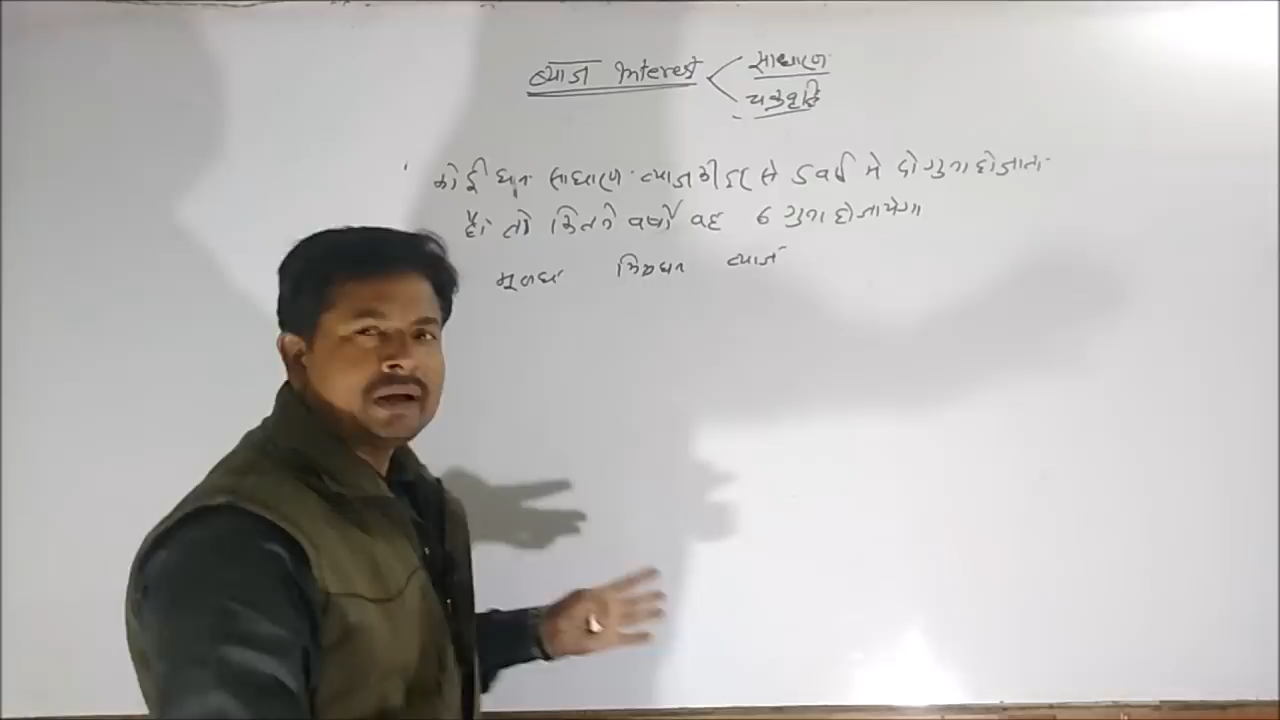 ब्याज Interest
साधारण
चक्रवृद्धि
कोई धन साधारण ब्याज की दर से 5 वर्ष मे दो गुना हो जाता
है। तो कितने वर्षों वह 6 गुना हो जायेगा
मूलधन मिश्रधन ब्याज